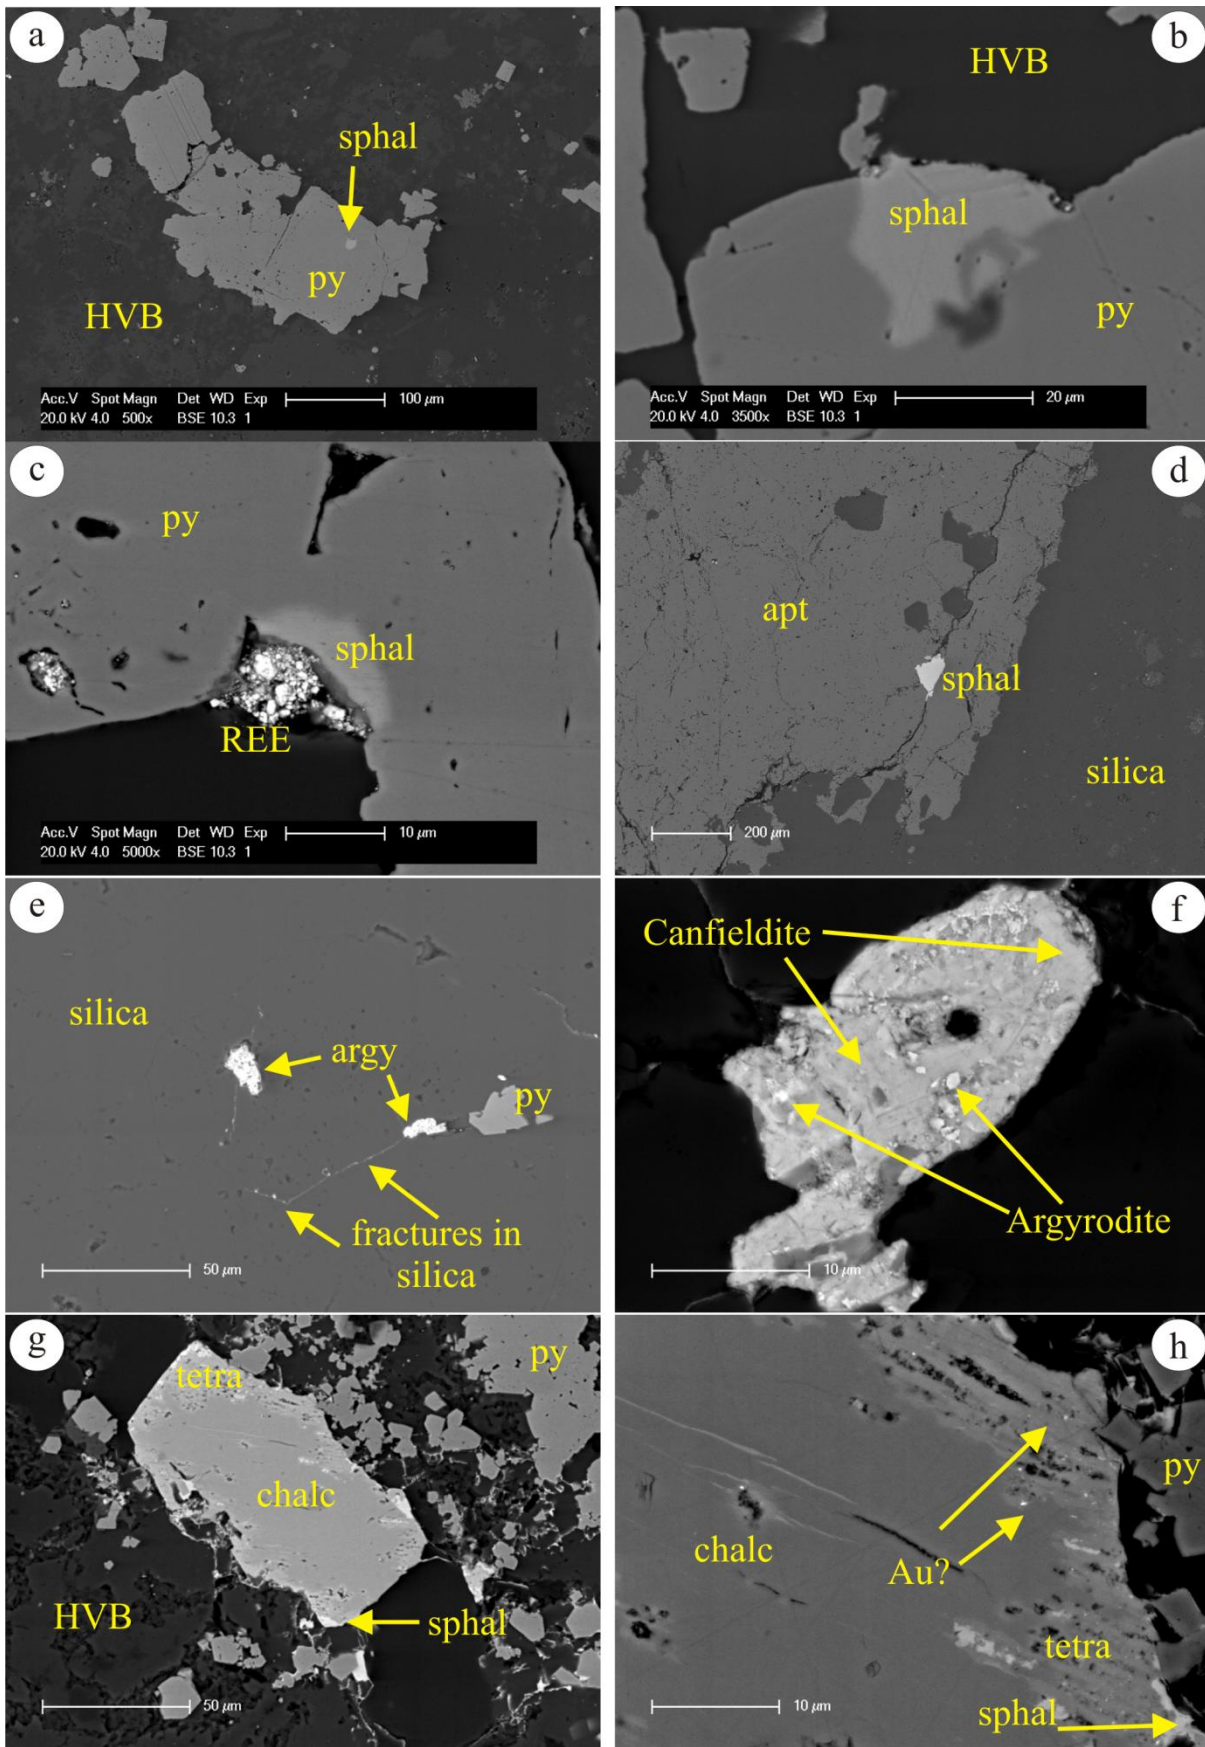 a
sphal
py
HVB
Acc.V Spot Magn Det WD Exp 100 µm
20.0 kV 4.0 500x BSE 10.3 1
b
HVB
sphal
py
Acc.V Spot Magn Det WD Exp 20 µm
20.0 kV 4.0 3500x BSE 10.3 1
c
py
sphal
REE
Acc.V Spot Magn Det WD Exp 10 µm
20.0 kV 4.0 5000x BSE 10.3 1
d
apt
sphal
silica
200 µm
e
silica
argy
py
fractures in
silica
50 µm
f
Canfieldite
Argyrodite
10 µm
g
py
tetra
chalc
HVB
sphal
50 µm
h
py
chalc
Au?
tetra
sphal
10 µm